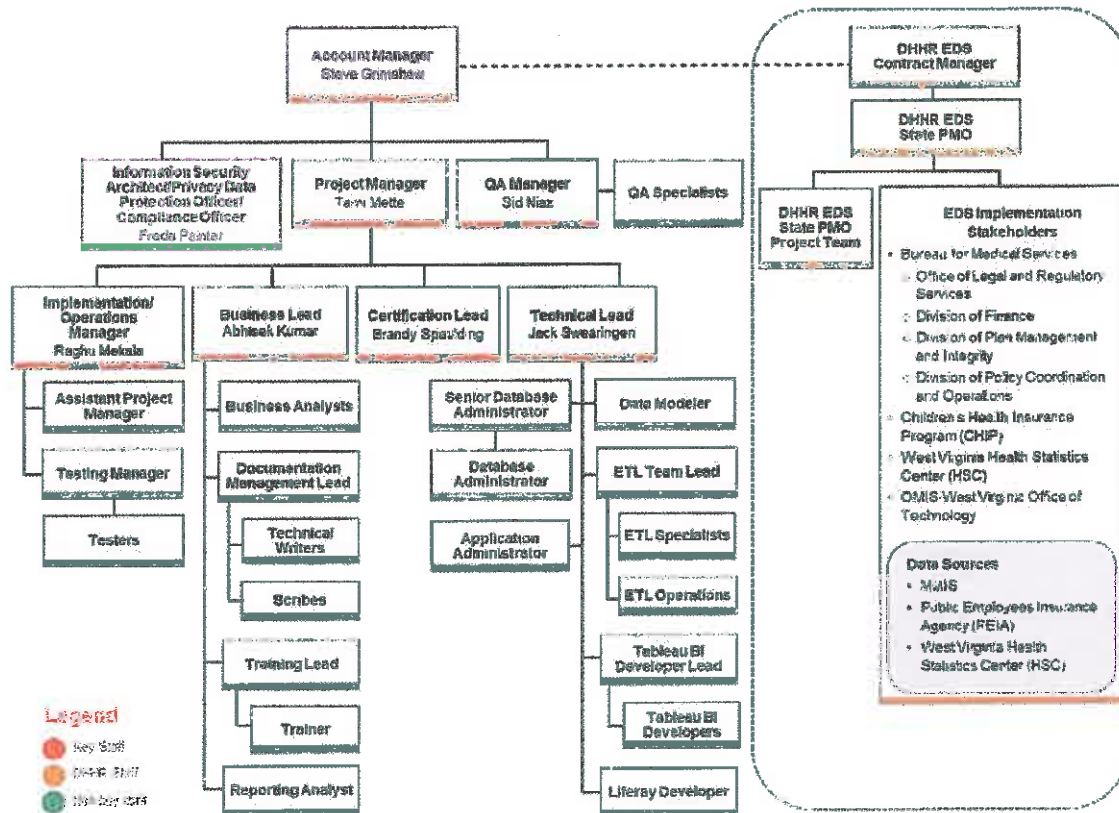 Account Manager
Steve Grimshaw
DHHR EDS
Contract Manager
DHHR EDS
State PMO
Information Security
Architect/Privacy Data
Protection Officer/
Compliance Officer
Project Manager
QA Manager
Sid Niaz
QA Specialists
DHHR EDS
State PMO
Project Team
EDS Implementation
Stakeholders
• Bureau for Medical Services
○ Office of Legal and Regulatory
Services
○ Division of Finance
○ Division of Plan Management
and Integrity
○ Division of Policy Coordination
and Operations
• Children's Health Insurance
Program (CHIP)
• West Virginia Health Statistics
Center (HSC)
• OMIS-West Virginia Office of
Technology
Data Sources
• MMIS
• Public Employees Insurance
Agency (PEIA)
• West Virginia Health
Statistics Center (HSC)
Implementation/
Operations
Manager
Raghu Mekala
Business Lead
Abhisek Kumar
Certification Lead
Brandy Spaulding
Technical Lead
Jack Swearingen
Assistant Project
Manager
Testing Manager
Testers
Business Analysts
Documentation
Management Lead
Technical
Writers
Scribes
Training Lead
Trainer
Reporting Analyst
Senior Database
Administrator
Database
Administrator
Application
Administrator
Data Modeler
ETL Team Lead
ETL Specialists
ETL Operations
Tableau BI
Developer Lead
Tableau BI
Developers
Liferay Developer
Legend
Key Staff
DHHR Staff